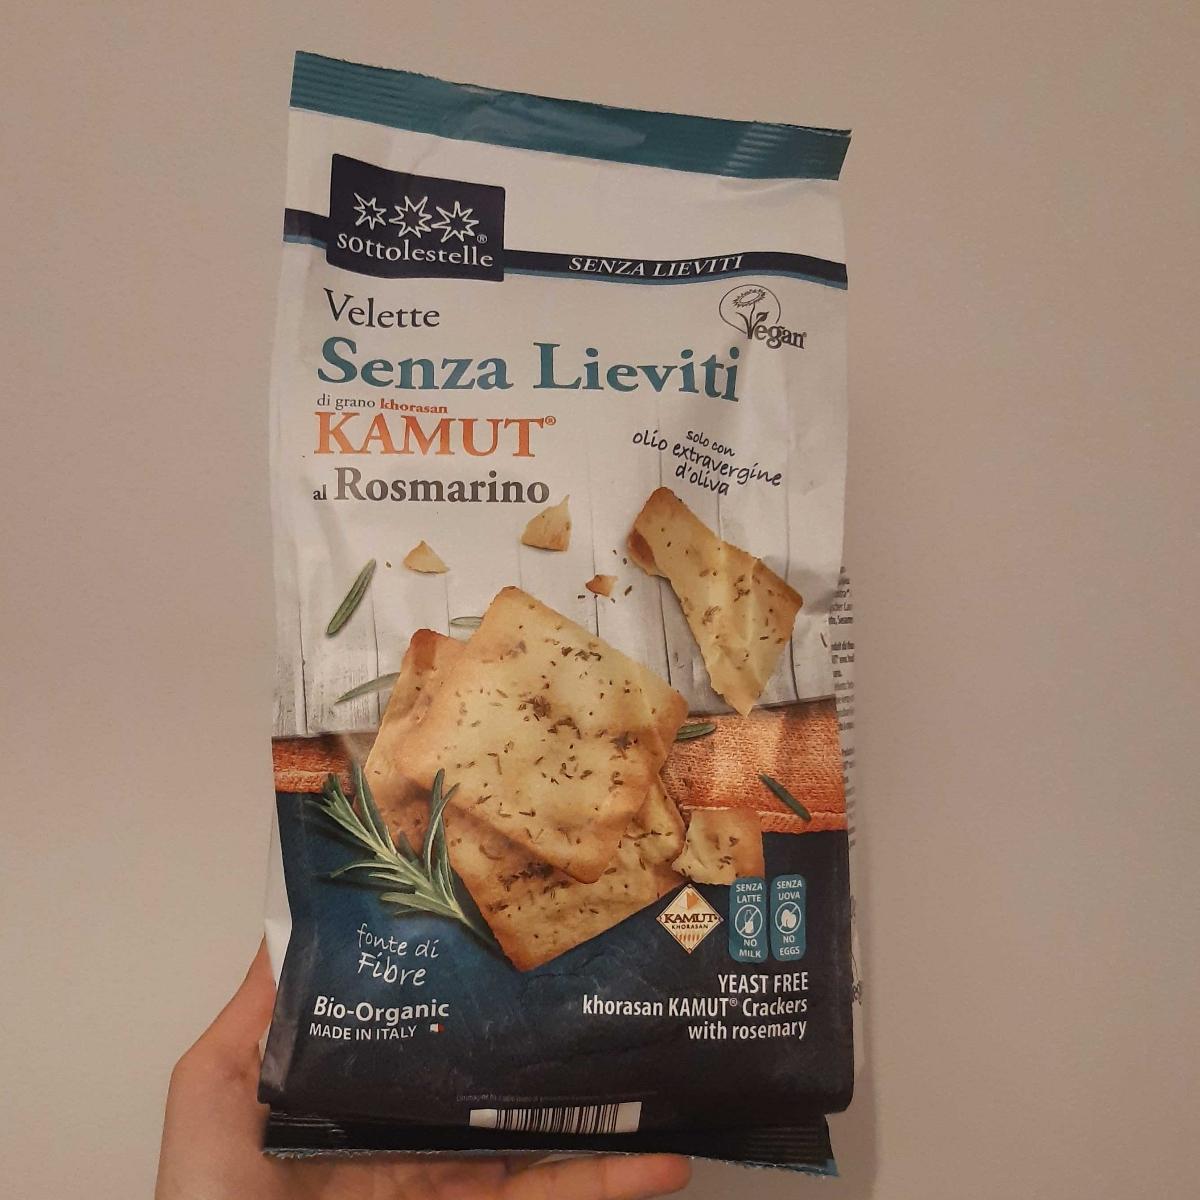 sottolestelle®
SENZA LIEVITI
Vegan
Velette
Senza Lieviti
di grano khorasan
KAMUT®
al Rosmarino
solo con
olio extravergine
d'oliva
KAMUT
KHORASAN
SENZA
LATTE
NO
MILK
SENZA
UOVA
NO
EGGS
fonte di
Fibre
Bio-Organic
MADE IN ITALY
YEAST FREE
khorasan KAMUT® Crackers
with rosemary